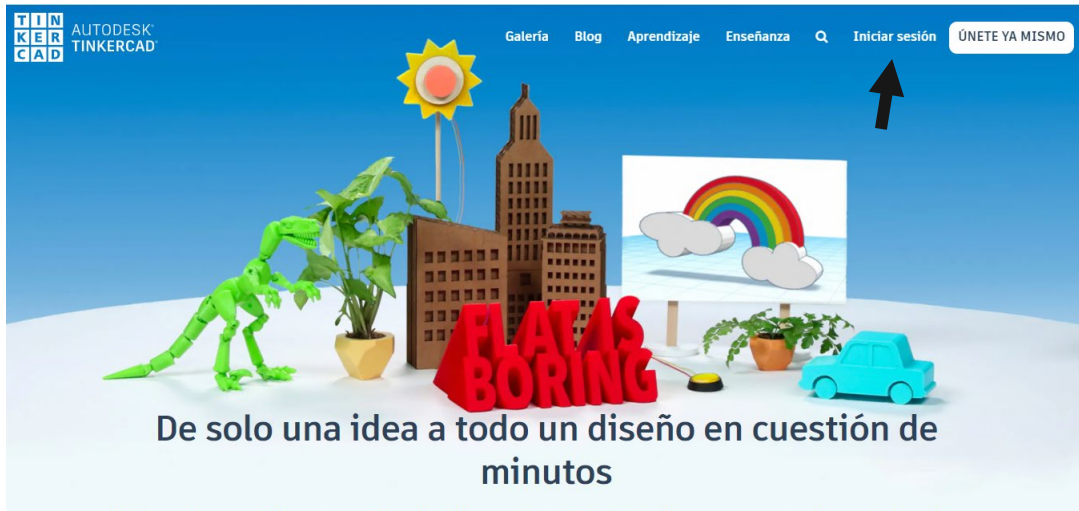 TIN
KER
CAD
AUTODESK®
TINKERCAD®
Galería Blog Aprendizaje Enseñanza Iniciar sesión ÚNETE YA MISMO
FLAT IS
BORING
De solo una idea a todo un diseño en cuestión de
minutos